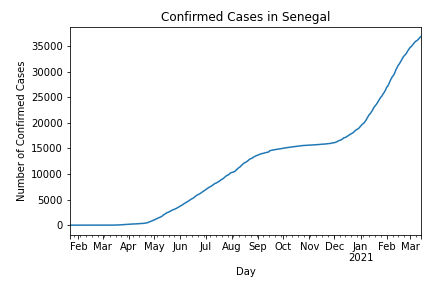 Confirmed Cases in Senegal
Number of Confirmed Cases
35000
30000
25000
20000
15000
10000
5000
0
Feb Mar Apr May Jun Jul Aug Sep Oct Nov Dec Jan Feb Mar
2021
Day